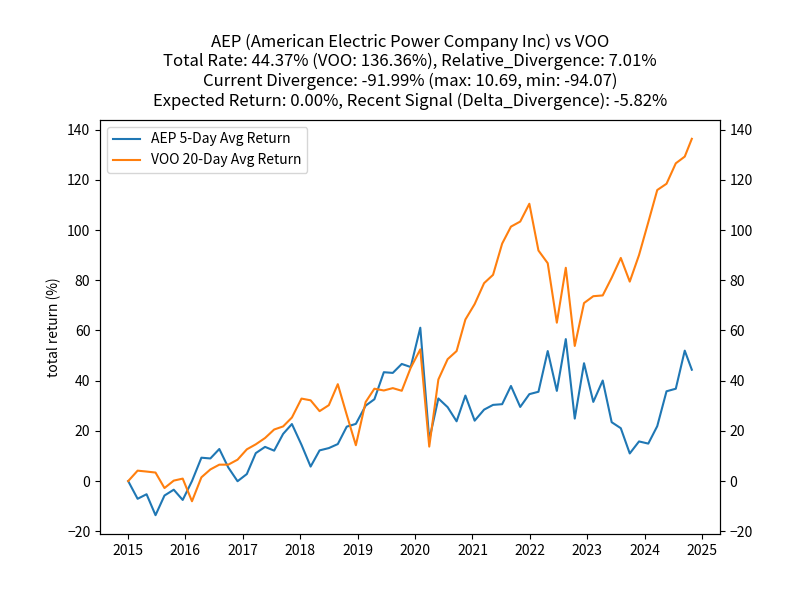 AEP (American Electric Power Company Inc) vs VOO
Total Rate: 44.37% (VOO: 136.36%), Relative_Divergence: 7.01%
Current Divergence: -91.99% (max: 10.69, min: -94.07)
Expected Return: 0.00%, Recent Signal (Delta_Divergence): -5.82%
AEP 5-Day Avg Return
VOO 20-Day Avg Return
total return (%)
140
120
100
80
60
40
20
0
−20
140
120
100
80
60
40
20
0
−20
2015 2016 2017 2018 2019 2020 2021 2022 2023 2024 2025